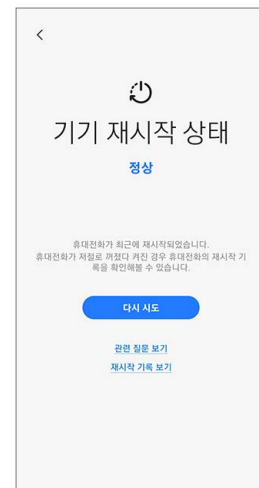 기기 재시작 상태
정상
휴대전화가 최근에 재시작되었습니다.
휴대전화가 저절로 꺼졌다 켜진 경우 휴대전화의 재시작 기
록을 확인해볼 수 있습니다.
다시 시도
관련 질문 보기
재시작 기록 보기